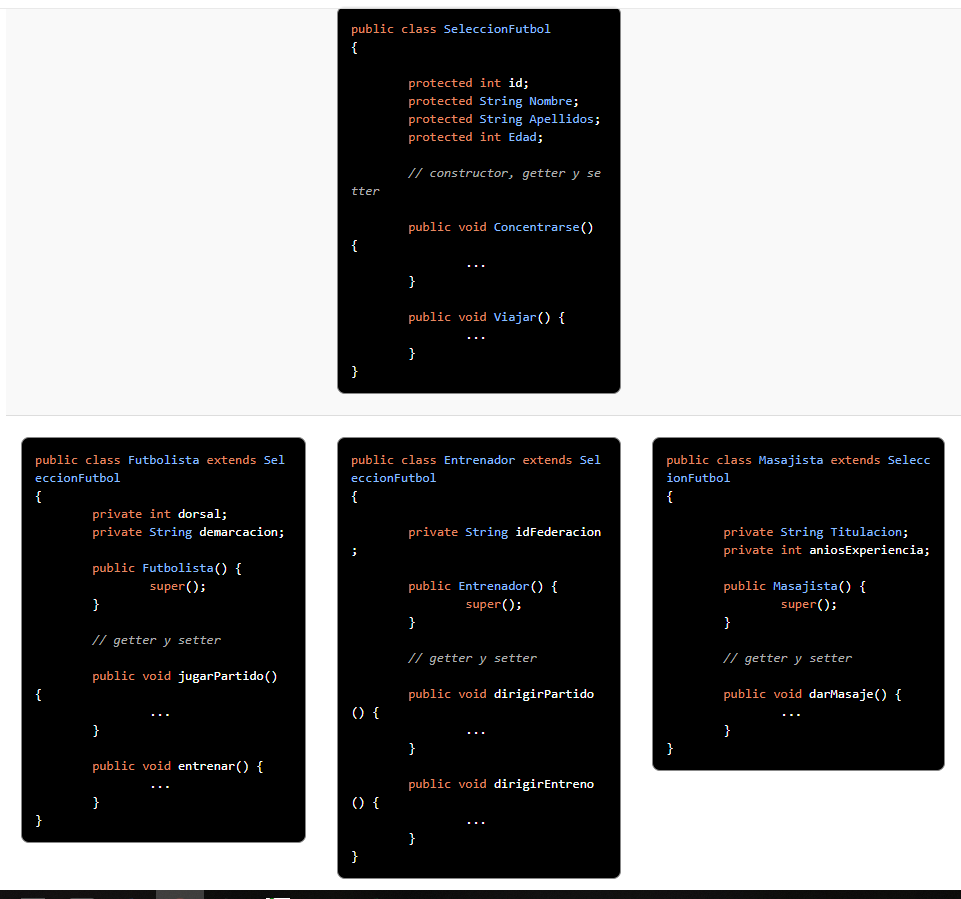 public class SeleccionFutbol
{
protected int id;
protected String Nombre;
protected String Apellidos;
protected int Edad;
// constructor, getter y se
tter
public void Concentrarse()
{
...
}
public void Viajar() {
...
}
}
public class Futbolista extends Sel
eccionFutbol
{
private int dorsal;
private String demarcacion;
public Futbolista() {
super();
}
// getter y setter
public void jugarPartido()
{
...
}
public void entrenar() {
...
}
}
public class Entrenador extends Sel
eccionFutbol
{
private String idFederacion
;
public Entrenador() {
super();
}
// getter y setter
public void dirigirPartido
() {
...
}
public void dirigirEntreno
() {
...
}
}
public class Masajista extends Selecc
ionFutbol
{
private String Titulacion;
private int aniosExperiencia;
public Masajista() {
super();
}
// getter y setter
public void darMasaje() {
...
}
}